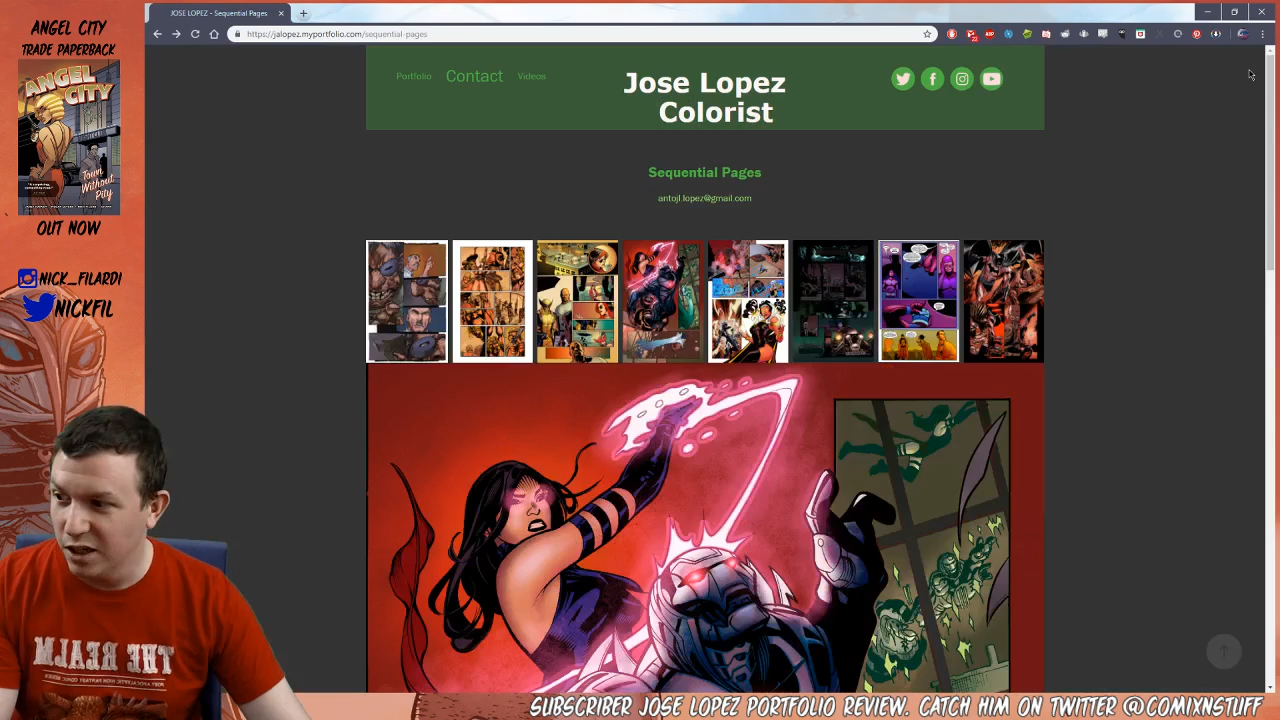 ANGEL CITY
TRADE PAPERBACK
ANGEL
CITY
Town
Without
Pity
OUT NOW
NICK_FILARDI
NICKFIL
JOSE LOPEZ - Sequential Pages
https://jalopez.myportfolio.com/sequential-pages
Portfolio Contact Videos
Jose Lopez
Colorist
Sequential Pages
antojl.lopez@gmail.com
THE REALM
SUBSCRIBER JOSE LOPEZ PORTFOLIO REVIEW. CATCH HIM ON TWITTER @COMIXNSTUFF